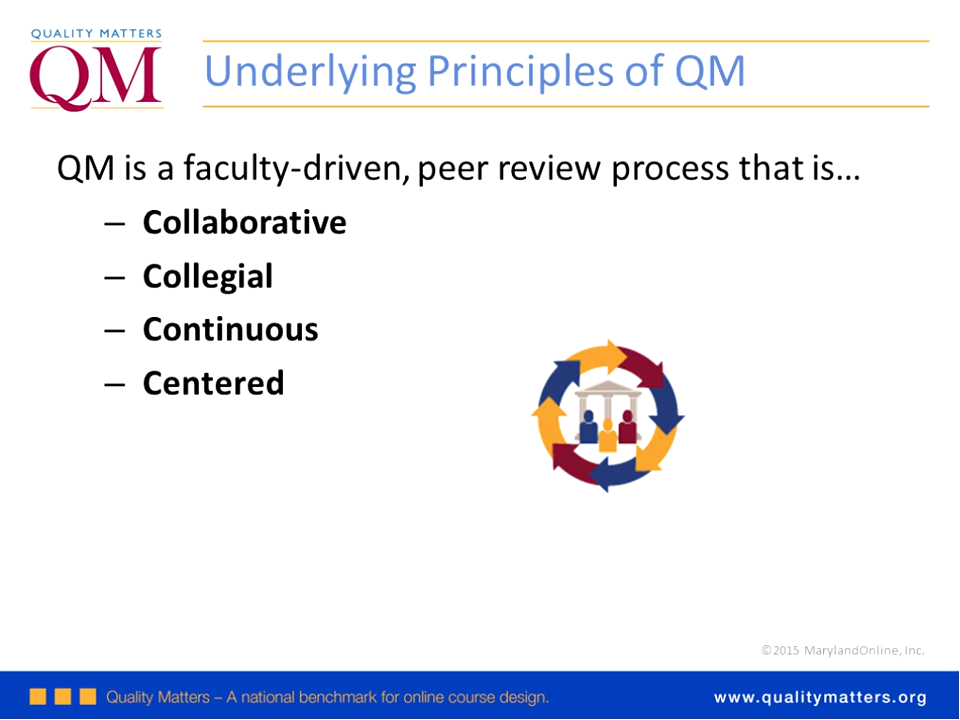 QUALITY MATTERS
QM
Underlying Principles of QM
QM is a faculty-driven, peer review process that is…
– Collaborative
– Collegial
– Continuous
– Centered
©2015 MarylandOnline, Inc.
Quality Matters – A national benchmark for online course design.
www.qualitymatters.org